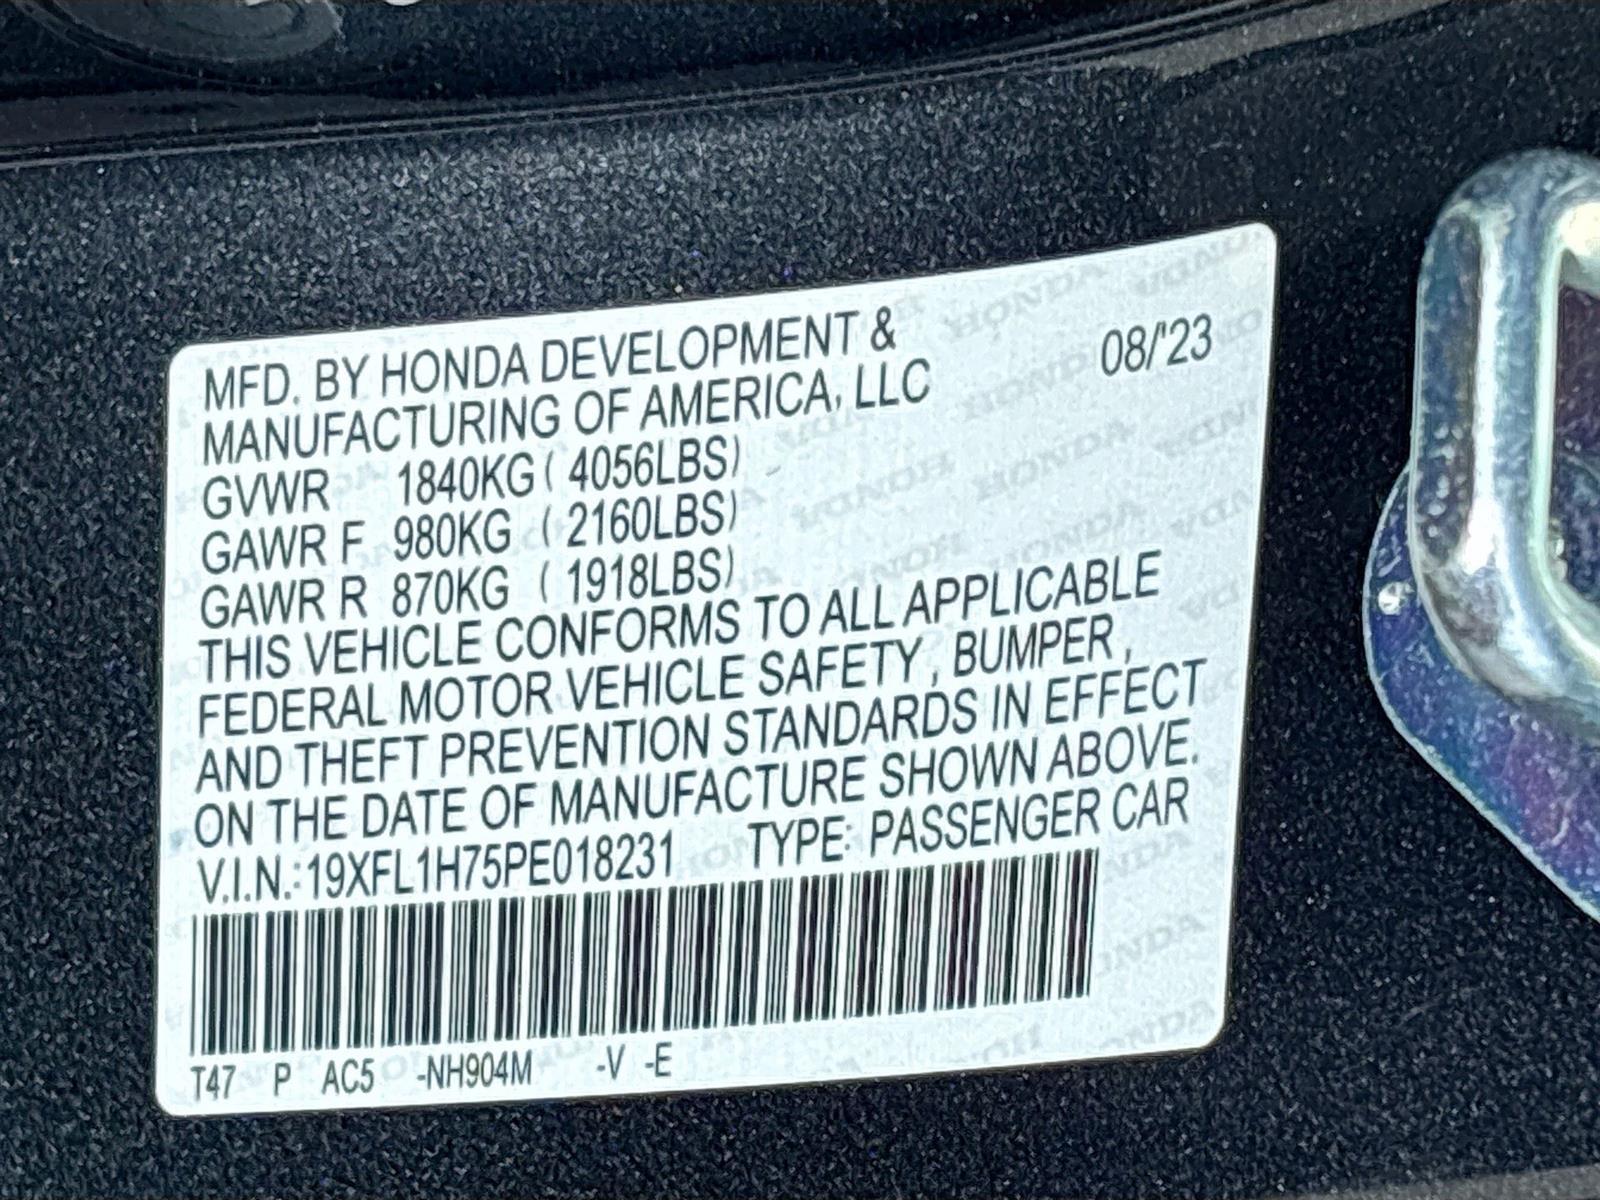 MFD. BY HONDA DEVELOPMENT &
MANUFACTURING OF AMERICA, LLC
08/'23
GVWR 1840KG ( 4056LBS)
GAWR F 980KG ( 2160LBS)
GAWR R 870KG ( 1918LBS)
THIS VEHICLE CONFORMS TO ALL APPLICABLE
FEDERAL MOTOR VEHICLE SAFETY, BUMPER,
AND THEFT PREVENTION STANDARDS IN EFFECT
ON THE DATE OF MANUFACTURE SHOWN ABOVE.
V.I.N.:19XFL1H75PE018231 TYPE: PASSENGER CAR
T47 P AC5 -NH904M -V -E